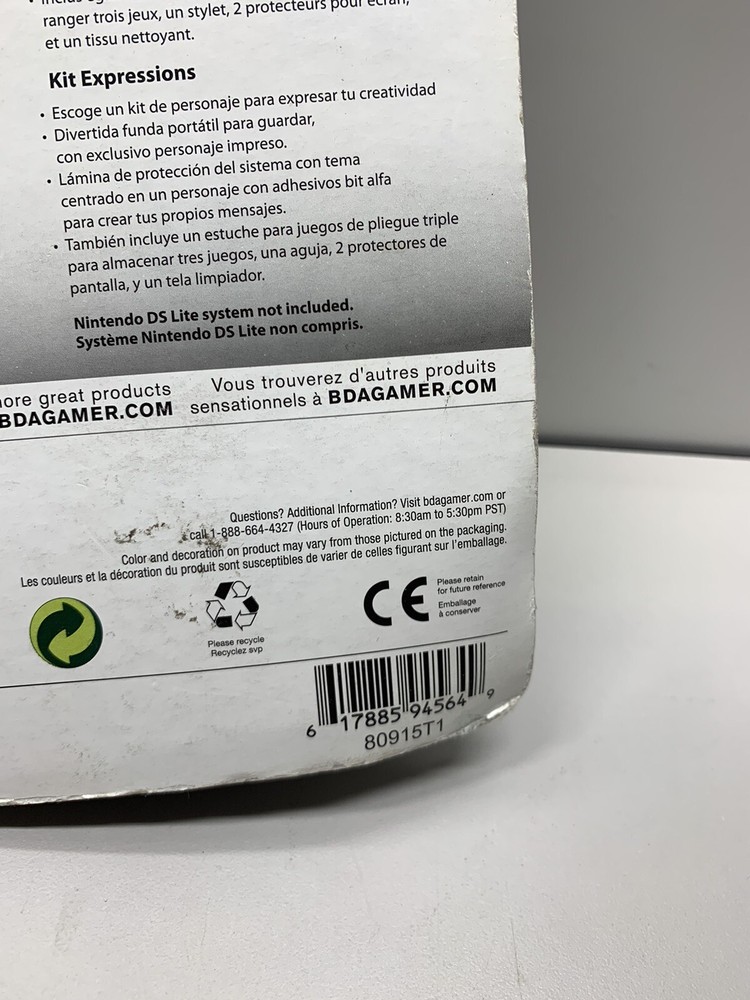 ranger trois jeux, un stylet, 2 protecteurs pour écran,
et un tissu nettoyant.
Kit Expressions
• Escoge un kit de personaje para expresar tu creatividad
• Divertida funda portátil para guardar,
con exclusivo personaje impreso.
• Lámina de protección del sistema con tema
centrado en un personaje con adhesivos bit alfa
para crear tus propios mensajes.
• También incluye un estuche para juegos de pliegue triple
para almacenar tres juegos, una aguja, 2 protectores de
pantalla, y un tela limpiador.
Nintendo DS Lite system not included.
Système Nintendo DS Lite non compris.
great products
BDAGAMER.COM
Vous trouverez d'autres produits
sensationnels à BDAGAMER.COM
Questions? Additional Information? Visit bdagamer.com or
call 1-888-664-4327 (Hours of Operation: 8:30am to 5:30pm PST)
Color and decoration on product may vary from those pictured on the packaging.
Les couleurs et la décoration du produit sont susceptibles de varier de celles figurant sur l'emballage.
Please recycle
Recyclez svp
CE
Please retain
for future reference
Emballage
à conserver
6 17885 94564 9
80915T1